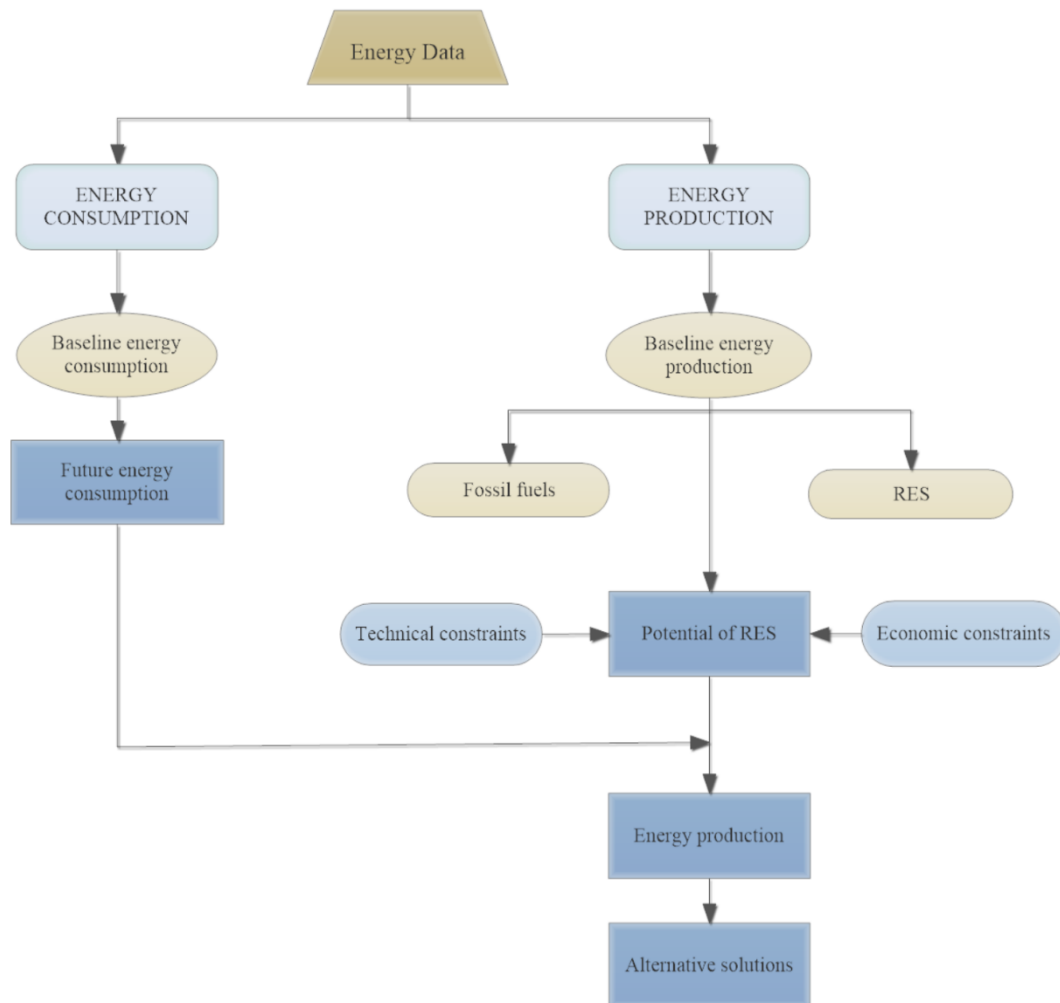 Energy Data
ENERGY
CONSUMPTION
ENERGY
PRODUCTION
Baseline energy
consumption
Baseline energy
production
Future energy
consumption
Fossil fuels
RES
Technical constraints
Potential of RES
Economic constraints
Energy production
Alternative solutions